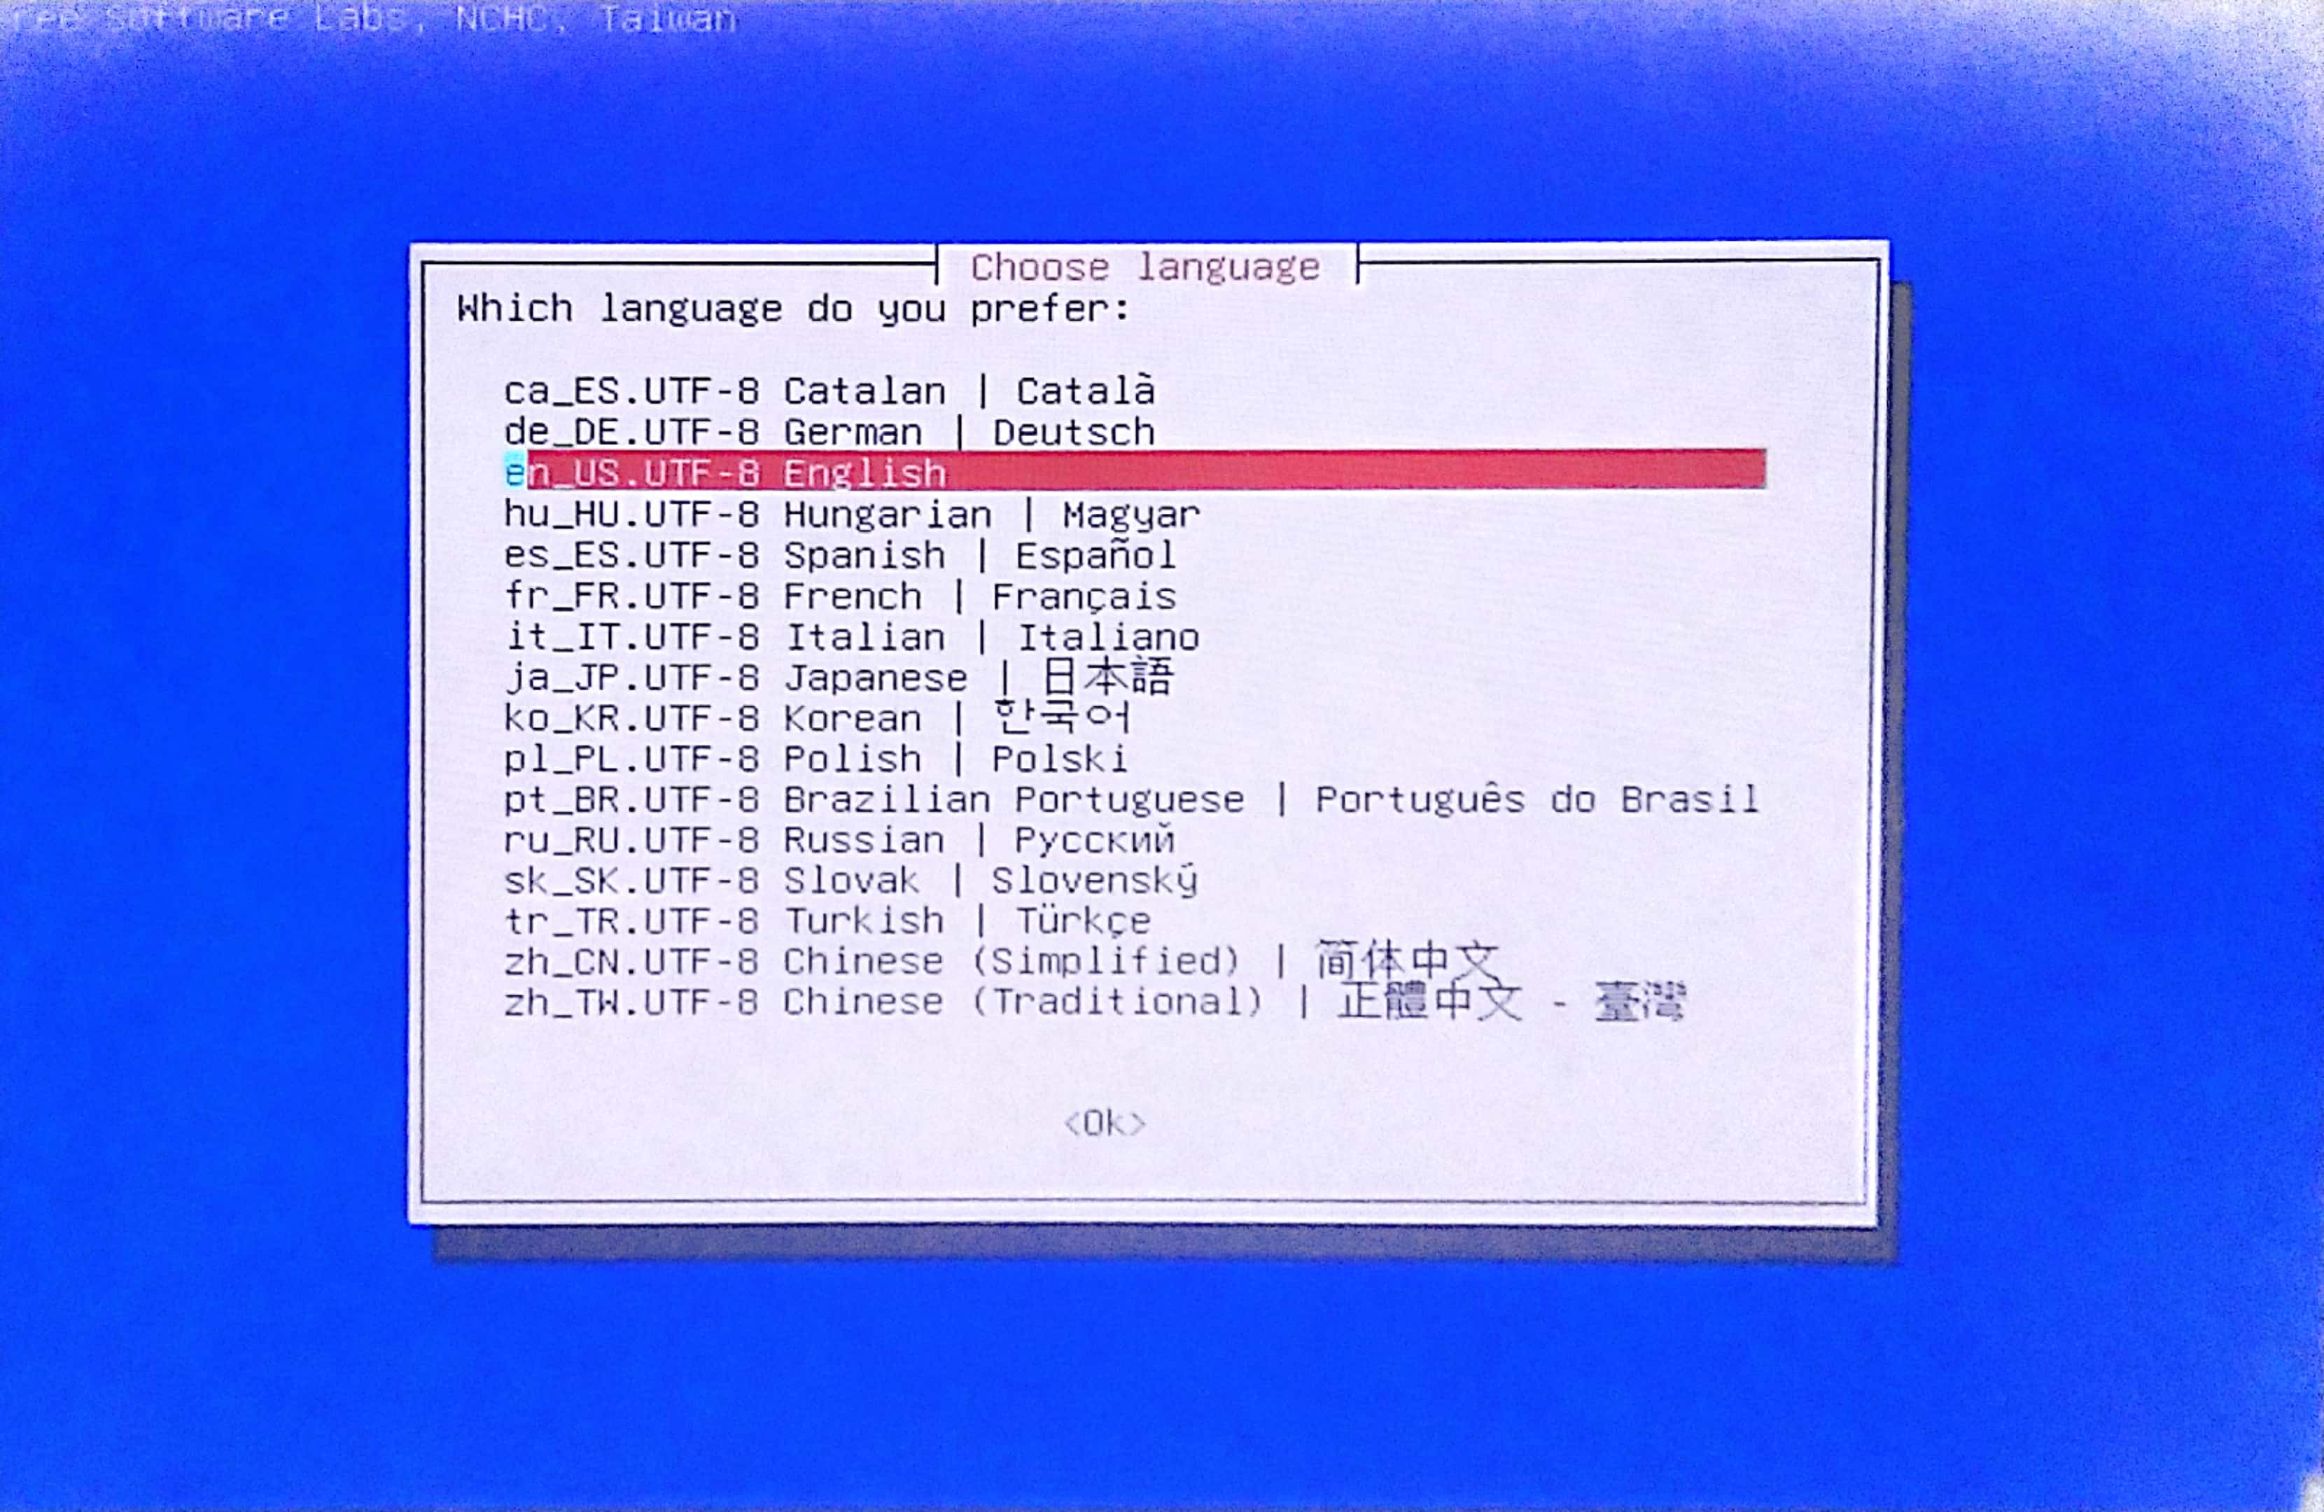 ree Software Labs, NCHC, Taiwan
Choose language
Which language do you prefer:
ca_ES.UTF-8 Catalan | Català
de_DE.UTF-8 German | Deutsch
en_US.UTF-8 English
hu_HU.UTF-8 Hungarian | Magyar
es_ES.UTF-8 Spanish | Español
fr_FR.UTF-8 French | Français
it_IT.UTF-8 Italian | Italiano
ja_JP.UTF-8 Japanese | 日本語
ko_KR.UTF-8 Korean | 한국어
pl_PL.UTF-8 Polish | Polski
pt_BR.UTF-8 Brazilian Portuguese | Português do Brasil
ru_RU.UTF-8 Russian | Русский
sk_SK.UTF-8 Slovak | Slovenský
tr_TR.UTF-8 Turkish | Türkçe
zh_CN.UTF-8 Chinese (Simplified) | 简体中文
zh_TW.UTF-8 Chinese (Traditional) | 正體中文 - 臺灣
<Ok>